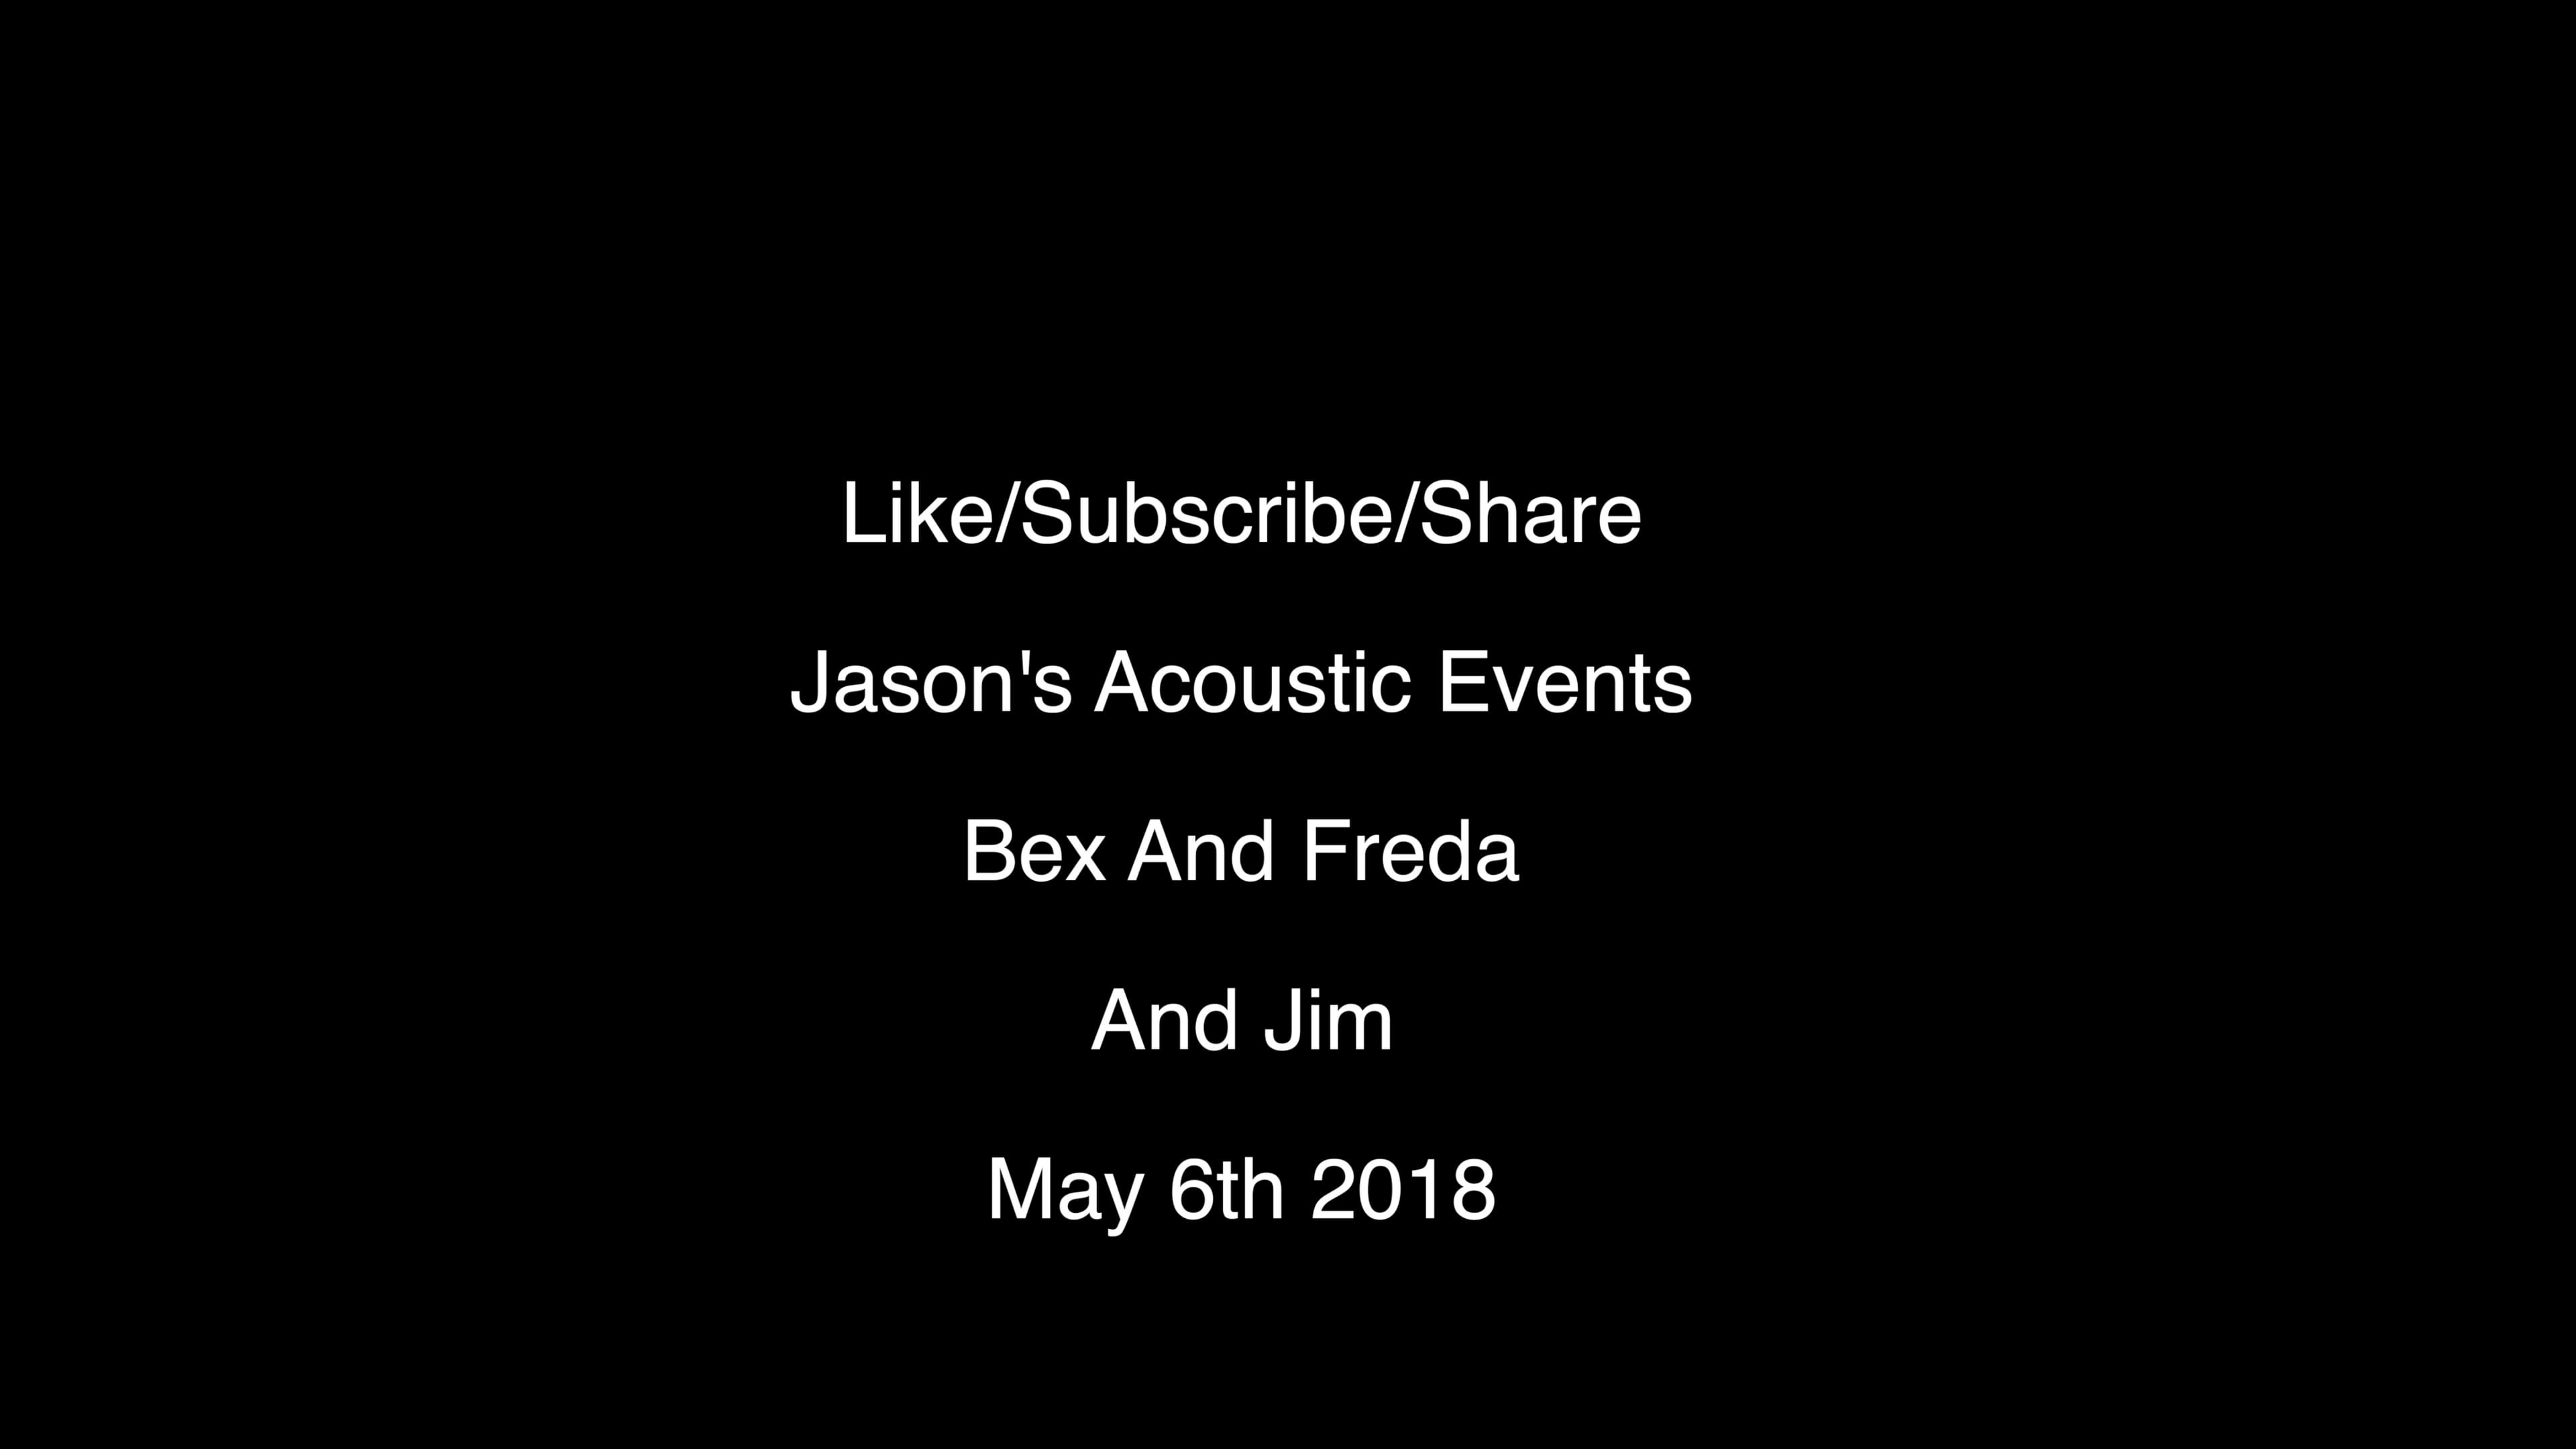 Like/Subscribe/Share
Jason's Acoustic Events
Bex And Freda
And Jim
May 6th 2018